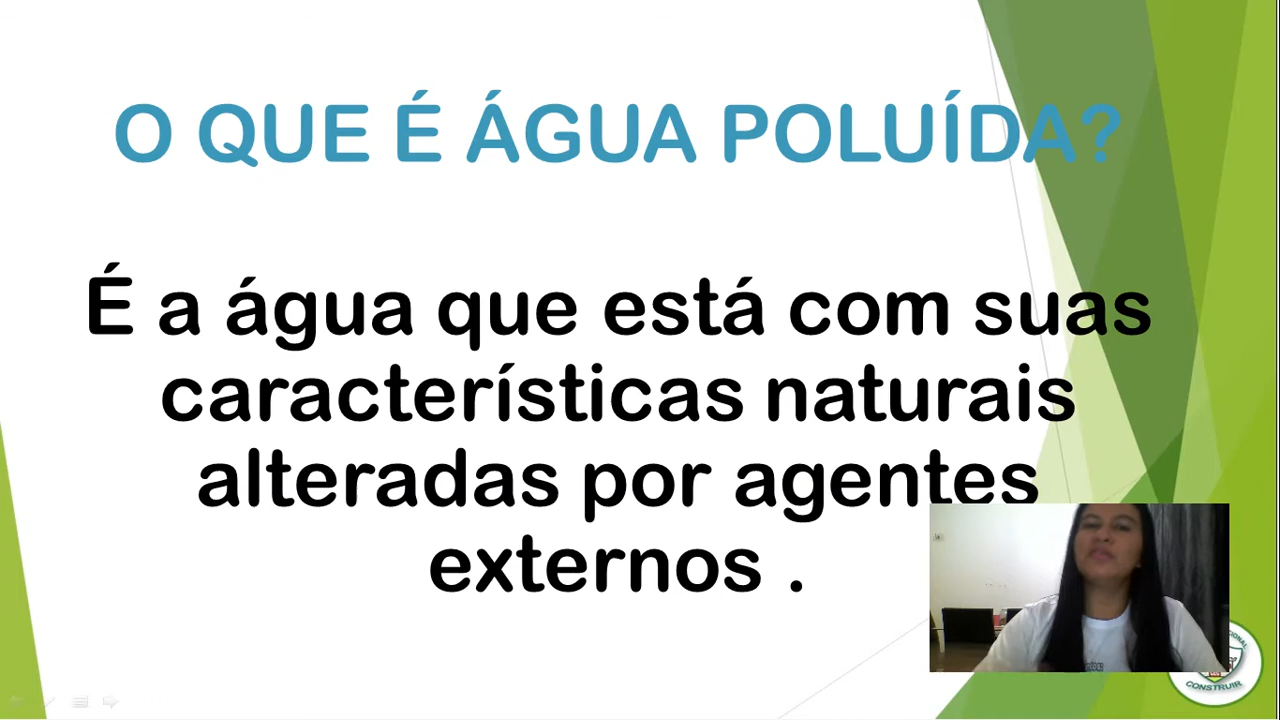 O QUE É ÁGUA POLUÍDA?
É a água que está com suas
características naturais
alteradas por agentes
externos .
CONSTRUIR